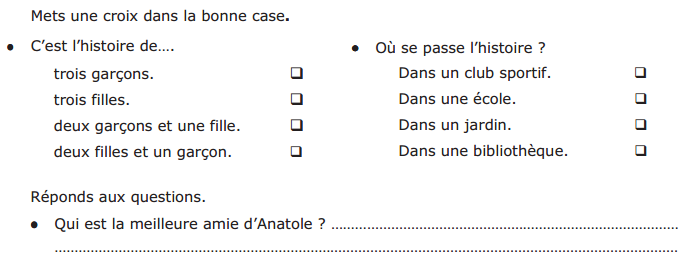 Mets une croix dans la bonne case.
● C'est l'histoire de....
trois garçons. ❑
trois filles. ❑
deux garçons et une fille. ❑
deux filles et un garçon. ❑
● Où se passe l'histoire ?
Dans un club sportif. ❑
Dans une école. ❑
Dans un jardin. ❑
Dans une bibliothèque. ❑
Réponds aux questions.
● Qui est la meilleure amie d'Anatole ? ......................................................................................
............................................................................................................................................................